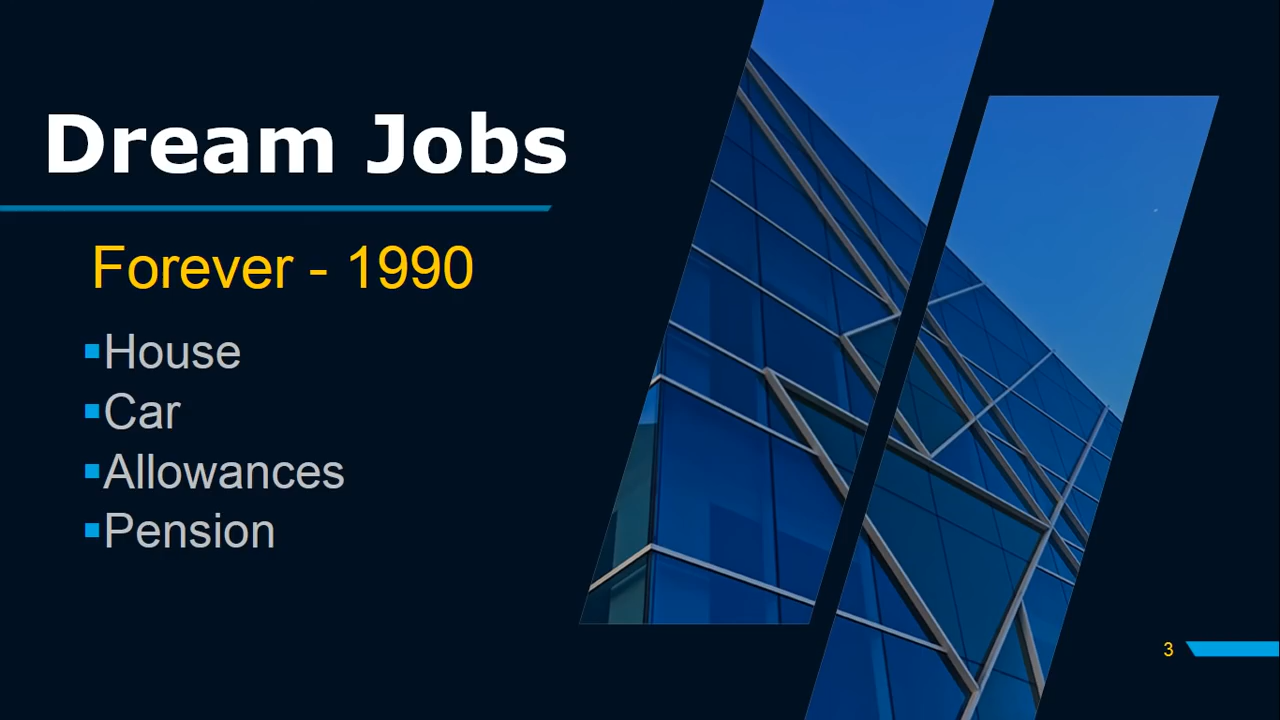 Dream Jobs
Forever - 1990
▪House
▪Car
▪Allowances
▪Pension
3